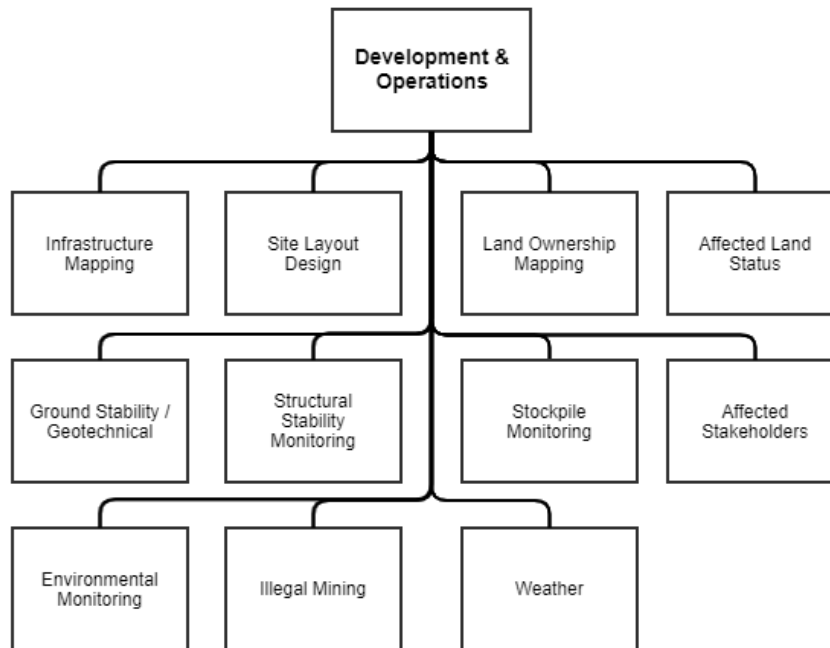 Development &
Operations
Infrastructure
Mapping
Site Layout
Design
Land Ownership
Mapping
Affected Land
Status
Ground Stability /
Geotechnical
Structural
Stability
Monitoring
Stockpile
Monitoring
Affected
Stakeholders
Environmental
Monitoring
Illegal Mining
Weather